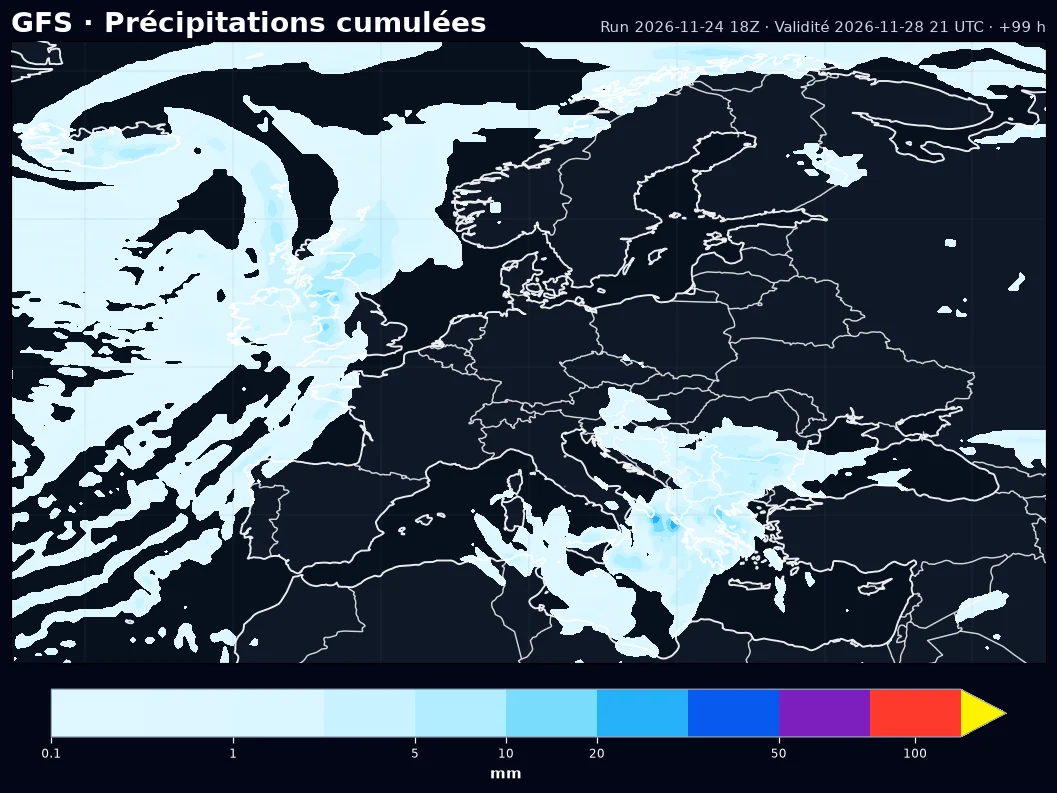 GFS · Précipitations cumulées
Run 2026-11-24 18Z · Validité 2026-11-28 21 UTC · +99 h
0.1 1 5 10 20 50 100
mm